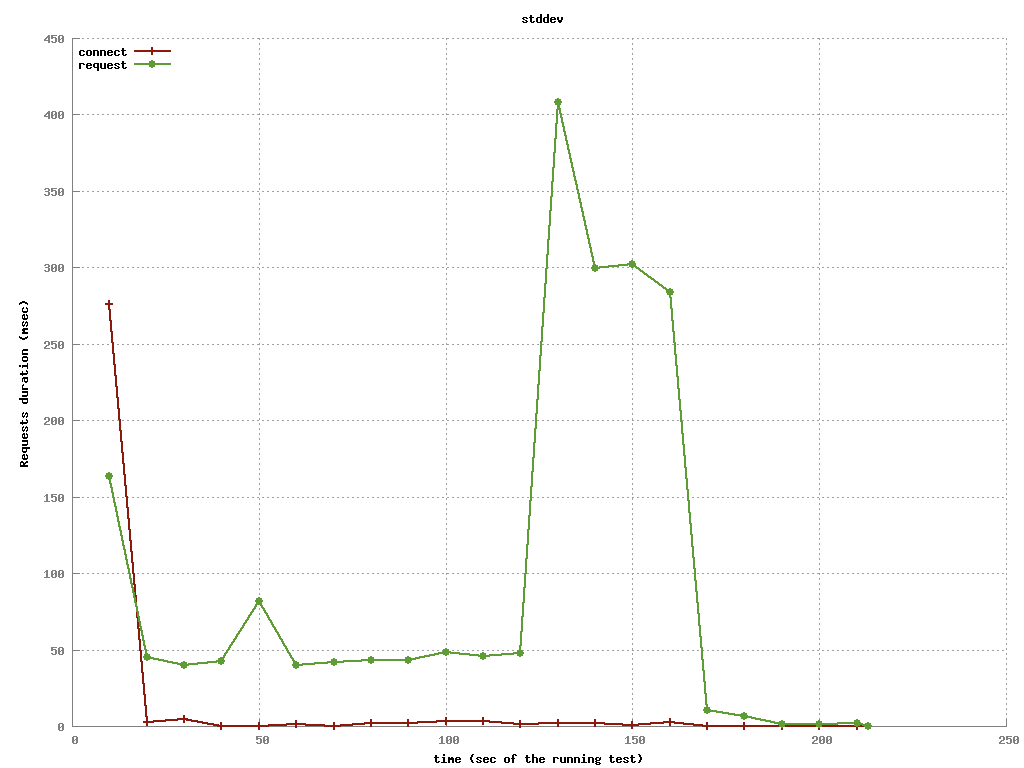 stddev
450
connect
request
400
350
300
250
200
150
100
50
0
Requests duration (msec)
0 50 100 150 200 250
time (sec of the running test)